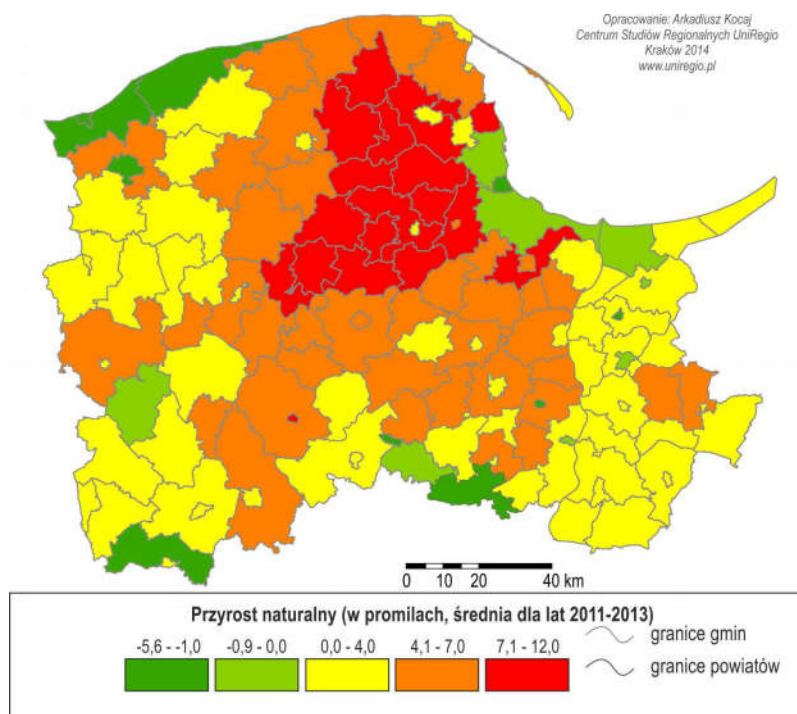 Opracowanie: Arkadiusz Kocaj
Centrum Studiów Regionalnych UniRegio
Kraków 2014
www.uniregio.pl
0 10 20 40 km
Przyrost naturalny (w promilach, średnia dla lat 2011-2013)
-5,6 - -1,0 -0,9 - 0,0 0,0 - 4,0 4,1 - 7,0 7,1 - 12,0
granice gmin
granice powiatów